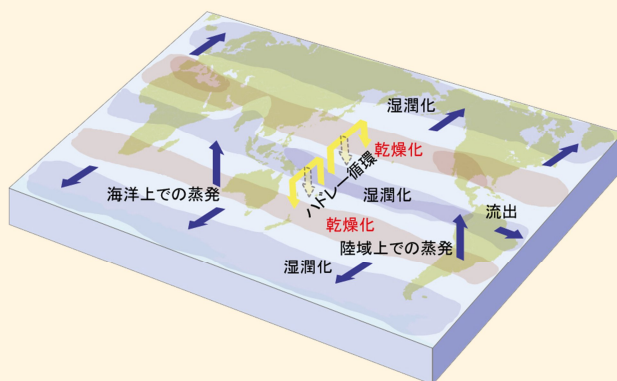 湿潤化
乾燥化
ハドレー循環
海洋上での蒸発
湿潤化
流出
乾燥化
陸域上での蒸発
湿潤化